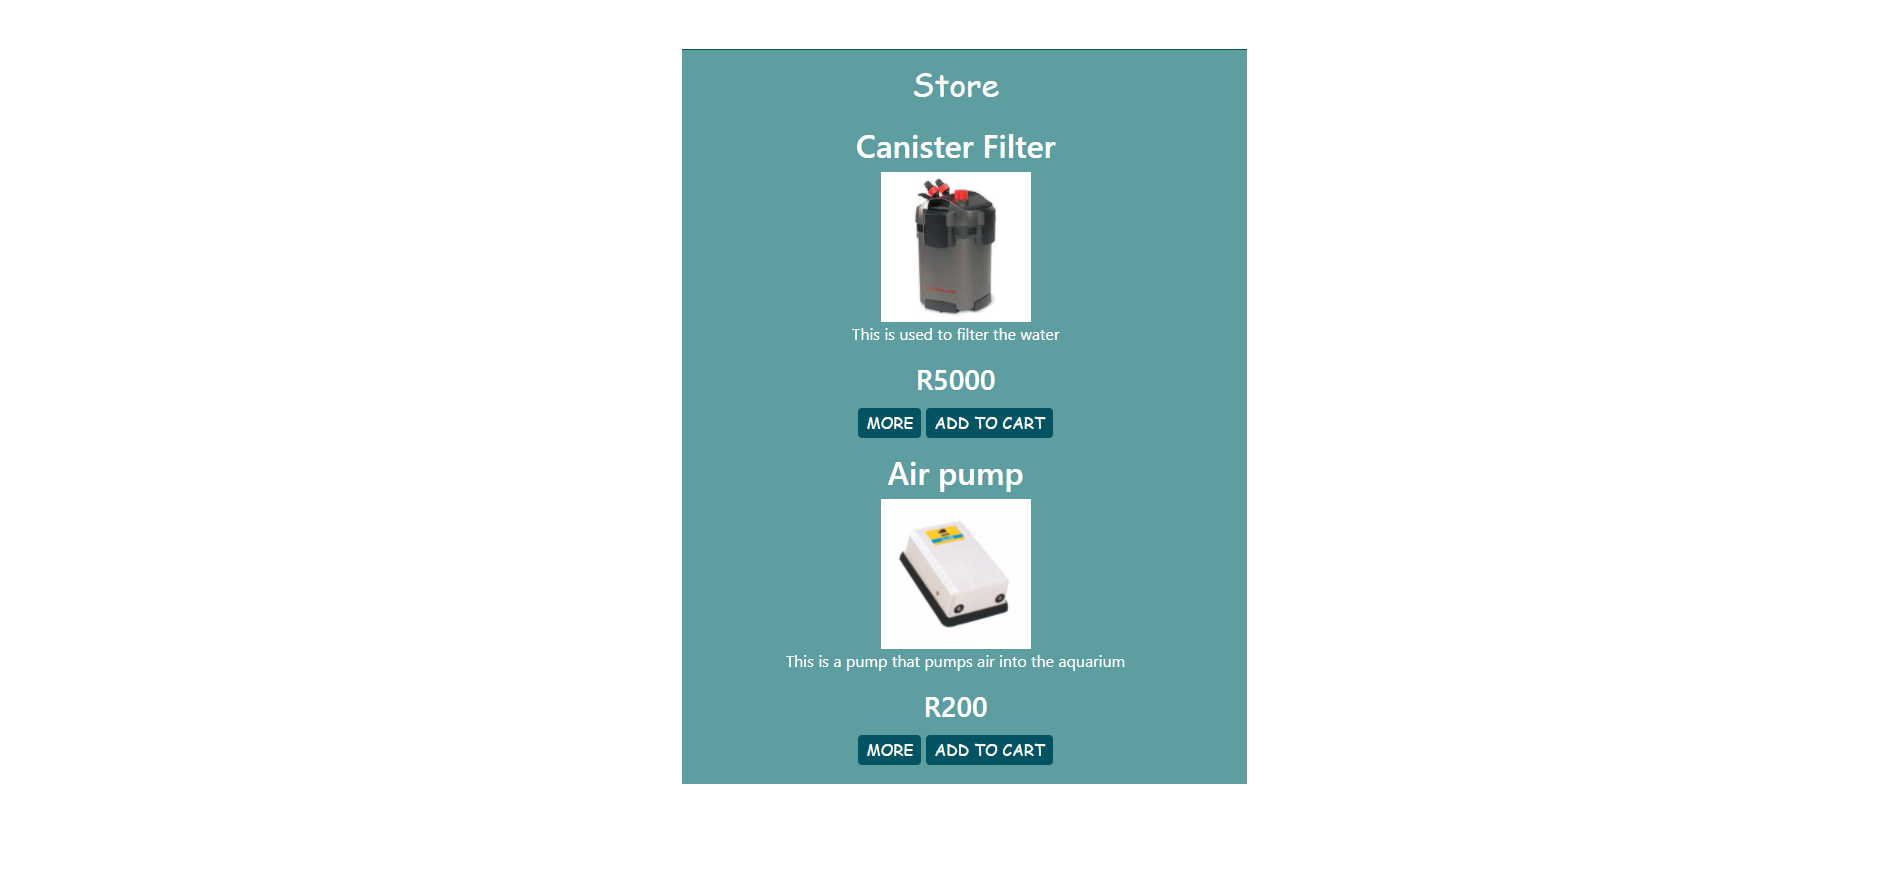 Store
Canister Filter
This is used to filter the water
R5000
MORE ADD TO CART
Air pump
This is a pump that pumps air into the aquarium
R200
MORE ADD TO CART